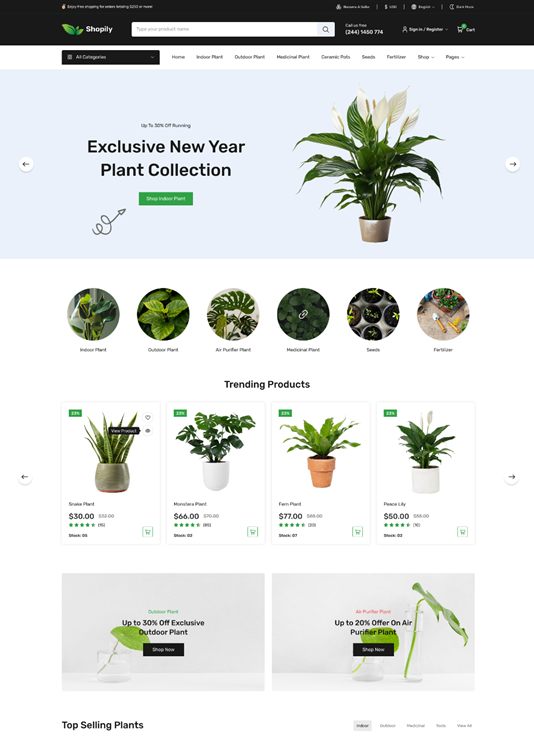 Enjoy free shipping for orders totaling $250 or more!
Become A Seller
USD
English
Dark Mode
Shopily
Type your product name
Call us free
(244) 1450 774
Sign in / Register
Cart
All Categories
Home
Indoor Plant
Outdoor Plant
Medicinal Plant
Ceramic Pots
Seeds
Fertilizer
Shop
Pages
Up To 30% Off Running
Exclusive New Year
Plant Collection
Shop Indoor Plant
Indoor Plant
Outdoor Plant
Air Purifier Plant
Medicinal Plant
Seeds
Fertilizer
Trending Products
23%
View Product
Snake Plant
$30.00 $32.00
(95)
Stock: 05
23%
Monstera Plant
$66.00 $70.00
Stock: 02
23%
Fern Plant
$77.00 $85.00
(20)
Stock: 07
23%
Peace Lily
$50.00 $55.00
Stock: 03
Outdoor Plant
Up to 30% Off Exclusive
Outdoor Plant
Shop Now
Air Purifier Plant
Up to 20% Offer On Air
Purifier Plant
Shop Now
Top Selling Plants
Indoor
Outdoor
Medicinal
Tools
View All